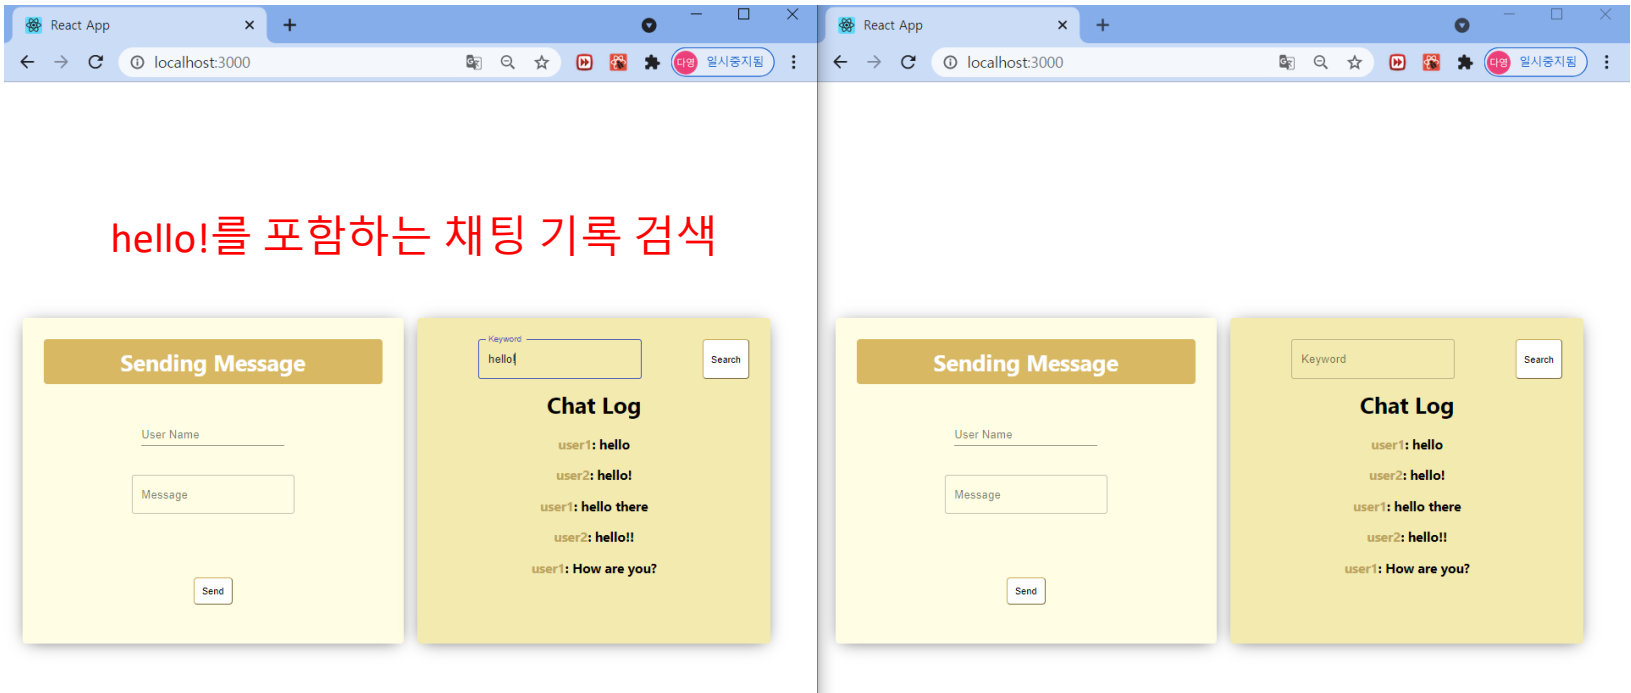 React App
localhost:3000
다영 일시중지됨
hello!를 포함하는 채팅 기록 검색
Sending Message
User Name
Message
Send
Keyword
hello!
Search
Chat Log
user1: hello
user2: hello!
user1: hello there
user2: hello!!
user1: How are you?
React App
localhost:3000
다영 일시중지됨
Sending Message
User Name
Message
Send
Keyword
Search
Chat Log
user1: hello
user2: hello!
user1: hello there
user2: hello!!
user1: How are you?